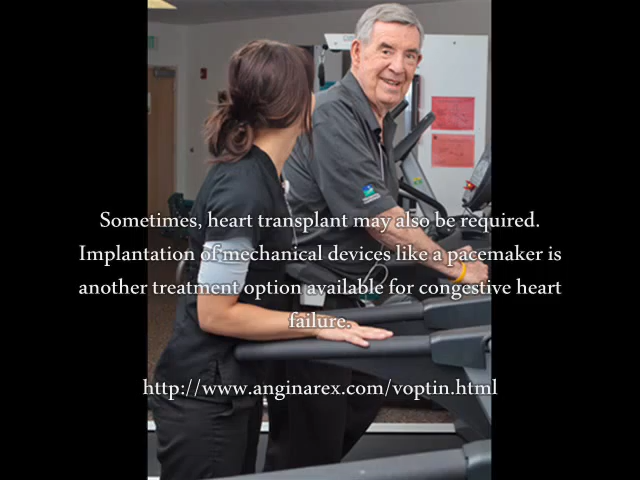 Sometimes, heart transplant may also be required.
Implantation of mechanical devices like a pacemaker is
another treatment option available for congestive heart
failure.
http://www.anginarex.com/voptin.html